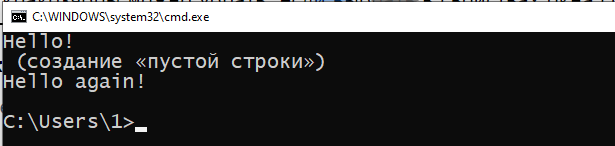 C:\WINDOWS\system32\cmd.exe
Hello!
(создание «пустой строки»)
Hello again!
C:\Users\1>